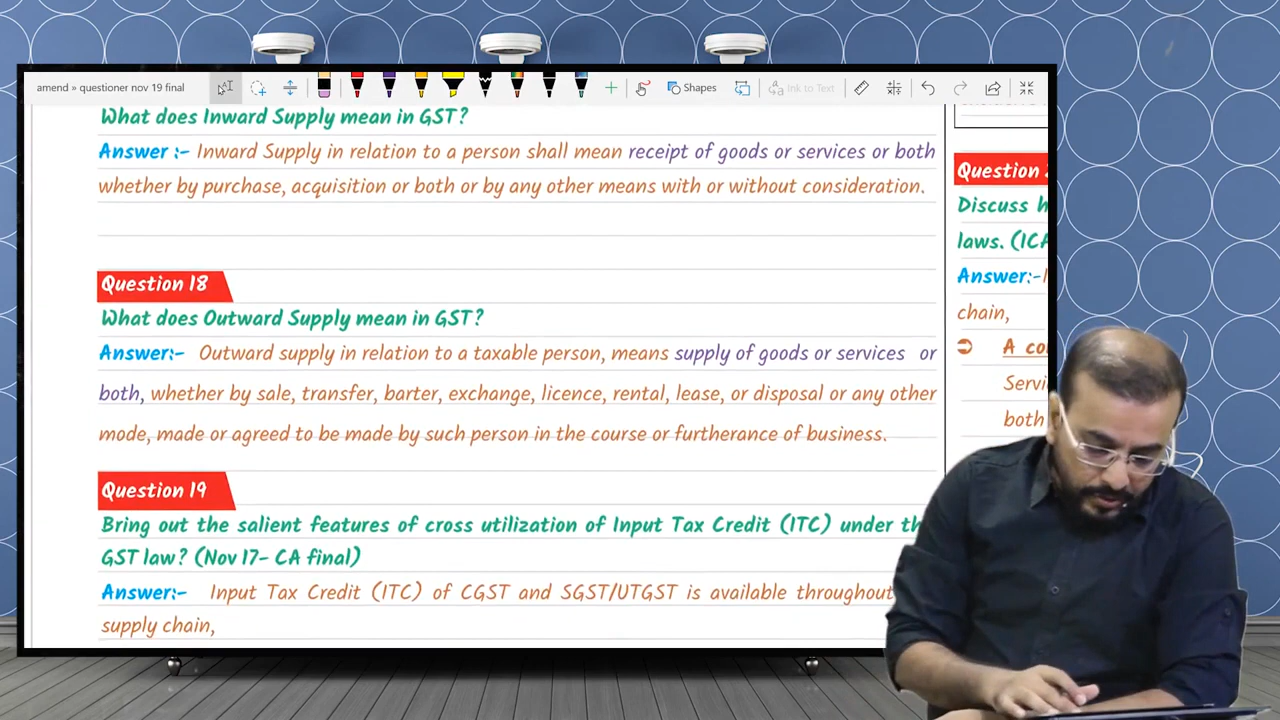 amend » questioner nov 19 final
Shapes
Ink to Text
What does Inward Supply mean in GST?
Answer :- Inward Supply in relation to a person shall mean receipt of goods or services or both
whether by purchase, acquisition or both or by any other means with or without consideration.
Question 18
What does Outward Supply mean in GST?
Answer:- Outward supply in relation to a taxable person, means supply of goods or services or
both, whether by sale, transfer, barter, exchange, licence, rental, lease, or disposal or any other
mode, made or agreed to be made by such person in the course or furtherance of business.
Question 19
Bring out the salient features of cross utilization of Input Tax Credit (ITC) under
GST law? (Nov 17- CA final)
Answer:- Input Tax Credit (ITC) of CGST and SGST/UTGST is available throughout
supply chain,
Question
Discuss
laws. (ICA
Answer:-
chain,
A
Servi
both